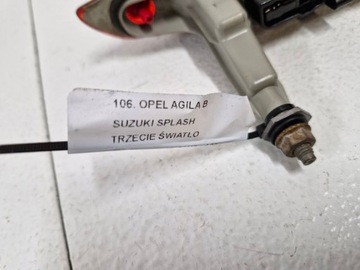 106. OPEL AGILA B
SUZUKI SPLASH
TRZECIE ŚWIATŁO